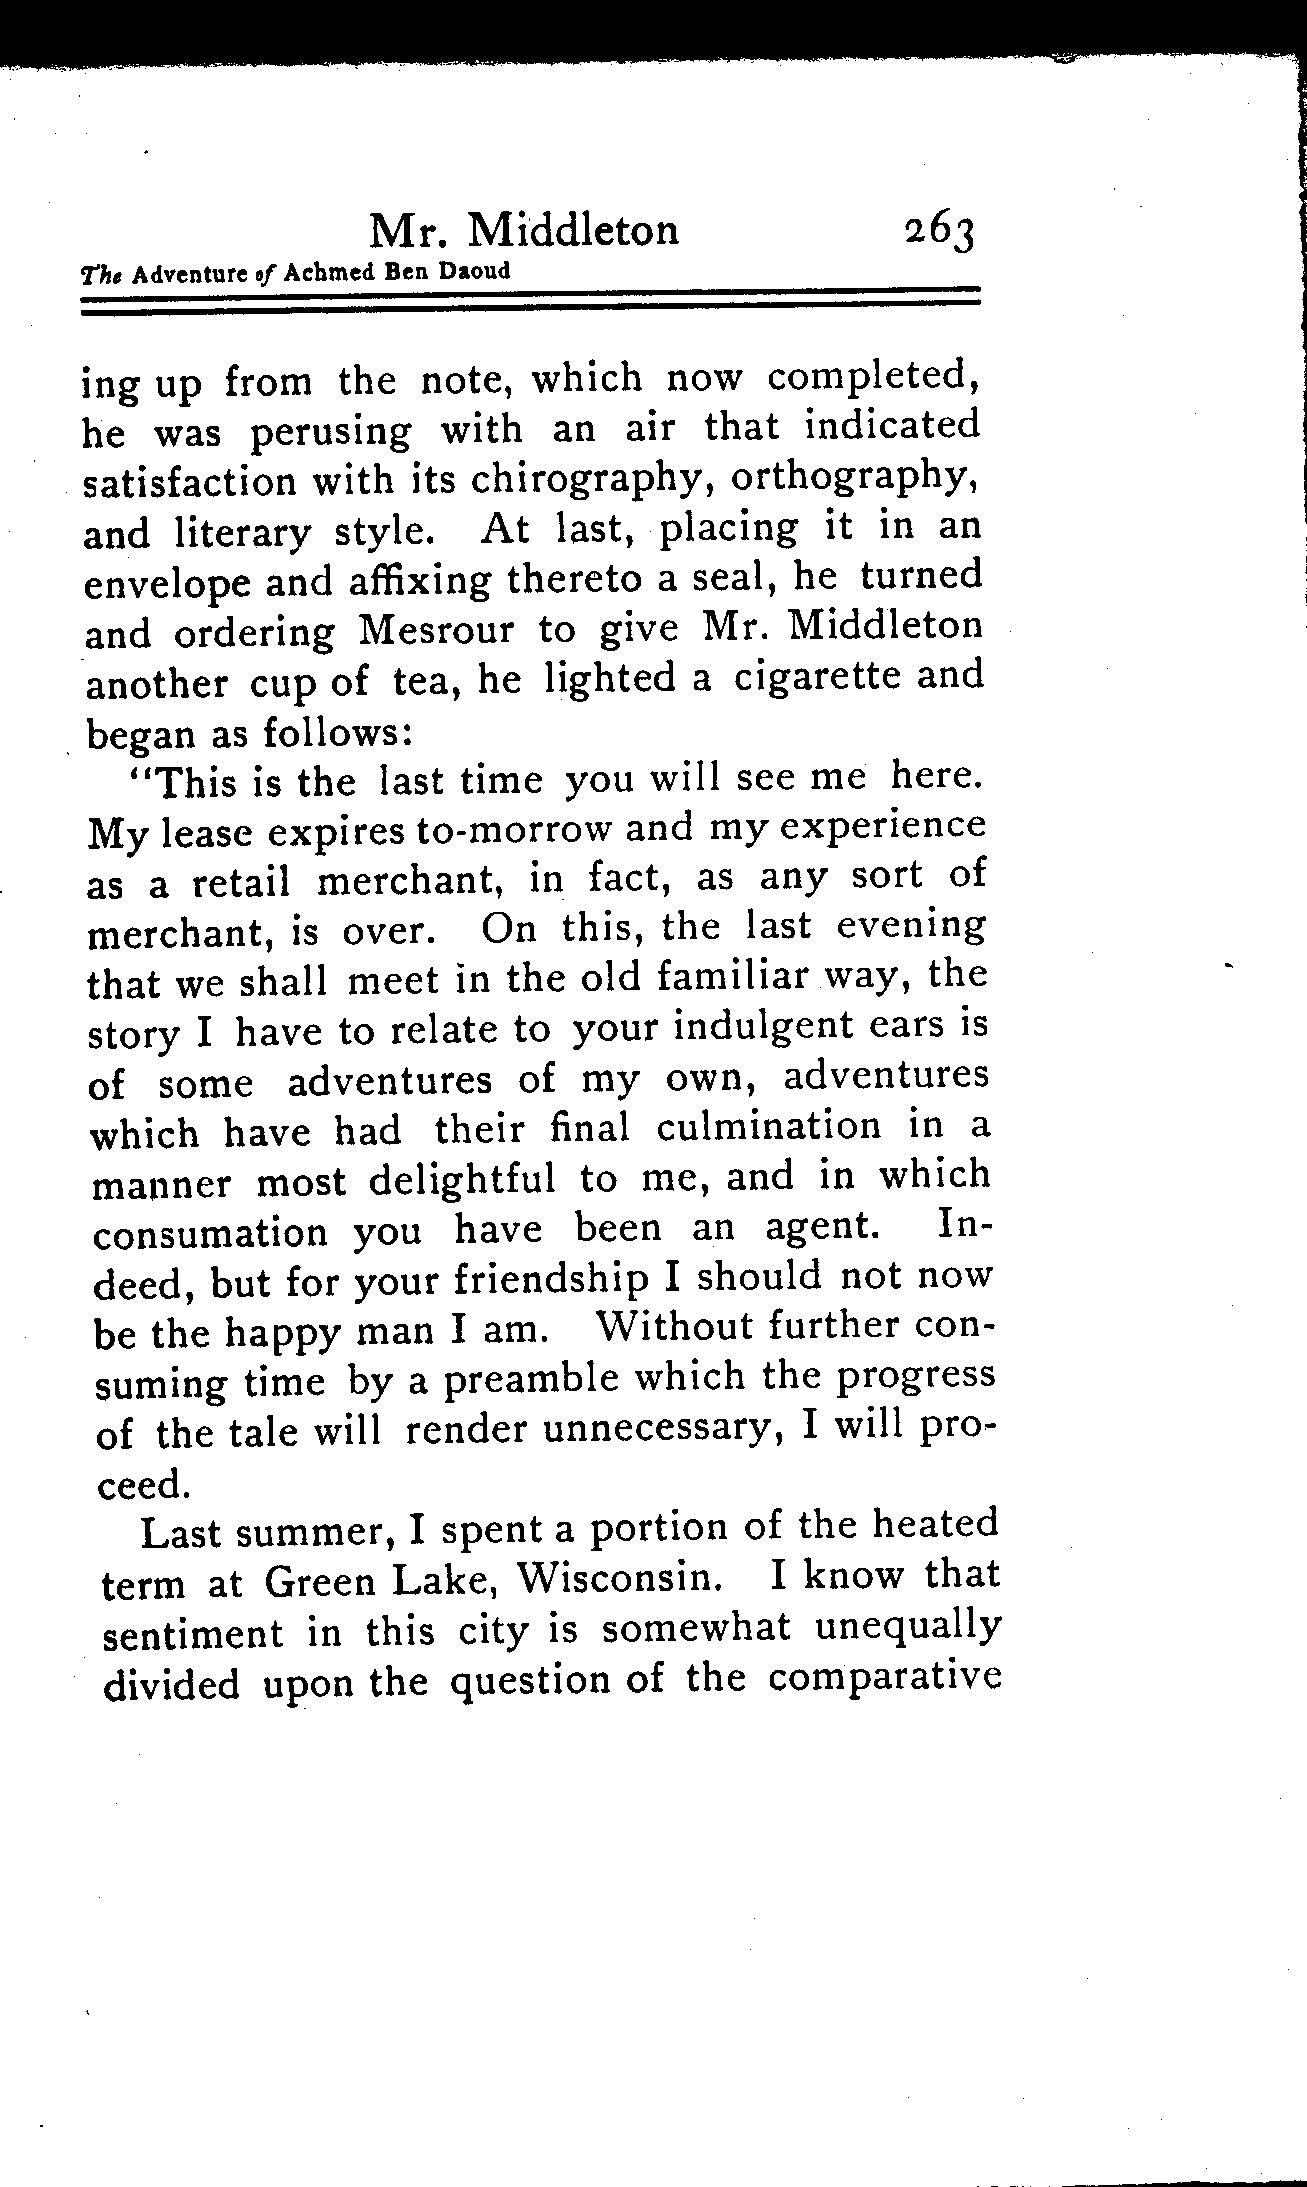 Mr. Middleton 263
The Adventure of Achmed Ben Daoud
ing up from the note, which now completed,
he was perusing with an air that indicated
satisfaction with its chirography, orthography,
and literary style. At last, placing it in an
envelope and affixing thereto a seal, he turned
and ordering Mesrour to give Mr. Middleton
another cup of tea, he lighted a cigarette and
began as follows:
"This is the last time you will see me here.
My lease expires to-morrow and my experience
as a retail merchant, in fact, as any sort of
merchant, is over. On this, the last evening
that we shall meet in the old familiar way, the
story I have to relate to your indulgent ears is
of some adventures of my own, adventures
which have had their final culmination in a
manner most delightful to me, and in which
consumation you have been an agent. In-
deed, but for your friendship I should not now
be the happy man I am. Without further con-
suming time by a preamble which the progress
of the tale will render unnecessary, I will pro-
ceed.
Last summer, I spent a portion of the heated
term at Green Lake, Wisconsin. I know that
sentiment in this city is somewhat unequally
divided upon the question of the comparative